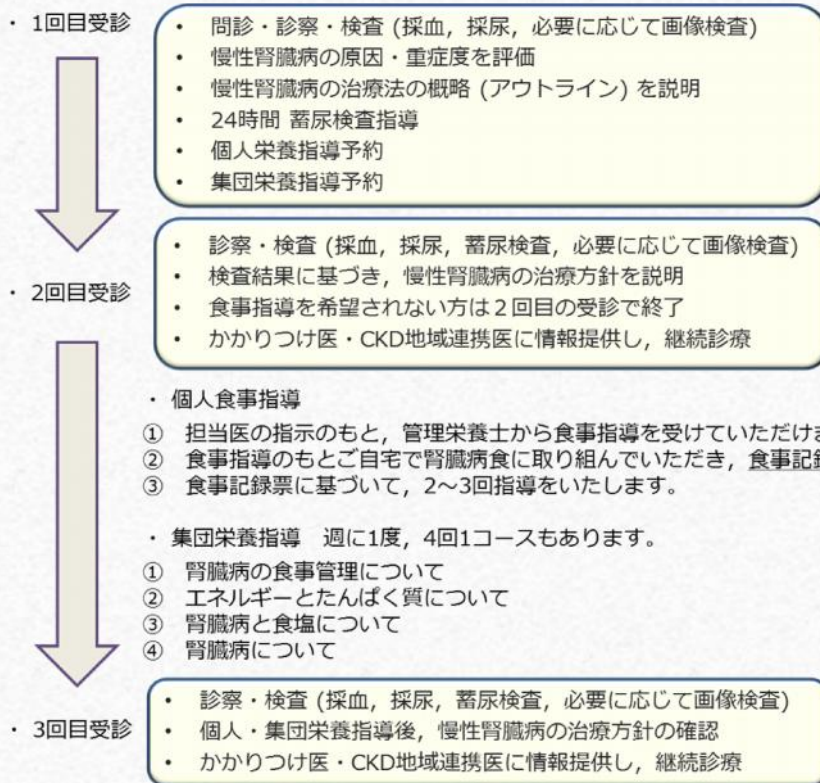 ・ 1回目受診
・ 問診・診察・検査 (採血, 採尿, 必要に応じて画像検査)
・ 慢性腎臓病の原因・重症度を評価
・ 慢性腎臓病の治療法の概略 (アウトライン) を説明
・ 24時間 蓄尿検査指導
・ 個人栄養指導予約
・ 集団栄養指導予約
・ 2回目受診
・ 診察・検査 (採血, 採尿, 蓄尿検査, 必要に応じて画像検査)
・ 検査結果に基づき, 慢性腎臓病の治療方針を説明
・ 食事指導を希望されない方は２回目の受診で終了
・ かかりつけ医・CKD地域連携医に情報提供し, 継続診療
・ 個人食事指導
① 担当医の指示のもと, 管理栄養士から食事指導を受けていただけま
② 食事指導のもとご自宅で腎臓病食に取り組んでいただき, 食事記録
③ 食事記録票に基づいて, 2～3回指導をいたします。
・ 集団栄養指導　週に1度, 4回1コースもあります。
① 腎臓病の食事管理について
② エネルギーとたんぱく質について
③ 腎臓病と食塩について
④ 腎臓病について
・ 3回目受診
・ 診察・検査 (採血, 採尿, 蓄尿検査, 必要に応じて画像検査)
・ 個人・集団栄養指導後, 慢性腎臓病の治療方針の確認
・ かかりつけ医・CKD地域連携医に情報提供し, 継続診療